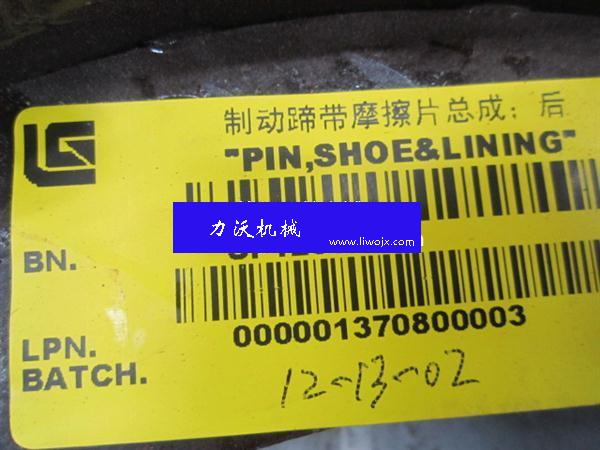 制动蹄带摩擦片总成：后
"PIN,SHOE&LINING"
力沃机械
www.liwojx.com
BN.
000001370800003
LPN.
BATCH.
12-13-02